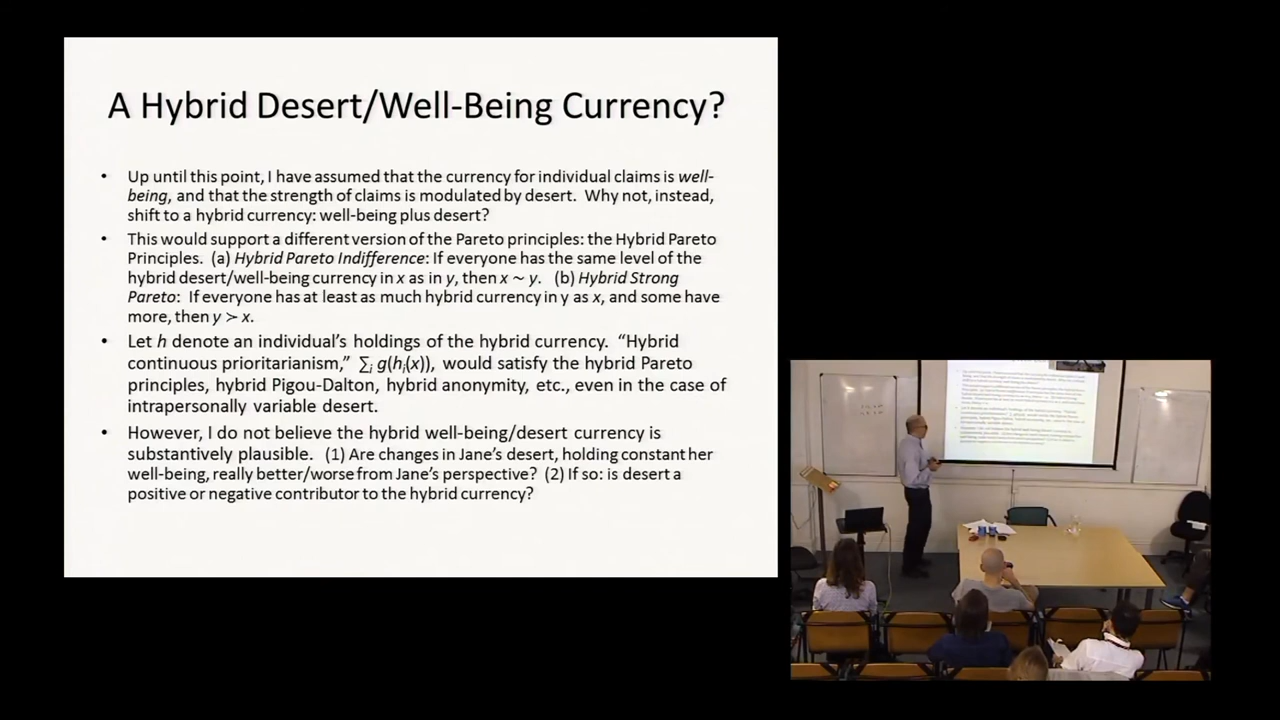 A Hybrid Desert/Well-Being Currency?
• Up until this point, I have assumed that the currency for individual claims is well-
being, and that the strength of claims is modulated by desert. Why not, instead,
shift to a hybrid currency: well-being plus desert?
• This would support a different version of the Pareto principles: the Hybrid Pareto
Principles. (a) Hybrid Pareto Indifference: If everyone has the same level of the
hybrid desert/well-being currency in x as in y, then x ~ y. (b) Hybrid Strong
Pareto: If everyone has at least as much hybrid currency in y as x, and some have
more, then y ≻ x.
• Let h denote an individual’s holdings of the hybrid currency. “Hybrid
continuous prioritarianism,” ∑i g(hi(x)), would satisfy the hybrid Pareto
principles, hybrid Pigou-Dalton, hybrid anonymity, etc., even in the case of
intrapersonally variable desert.
• However, I do not believe the hybrid well-being/desert currency is
substantively plausible. (1) Are changes in Jane’s desert, holding constant her
well-being, really better/worse from Jane’s perspective? (2) If so: is desert a
positive or negative contributor to the hybrid currency?